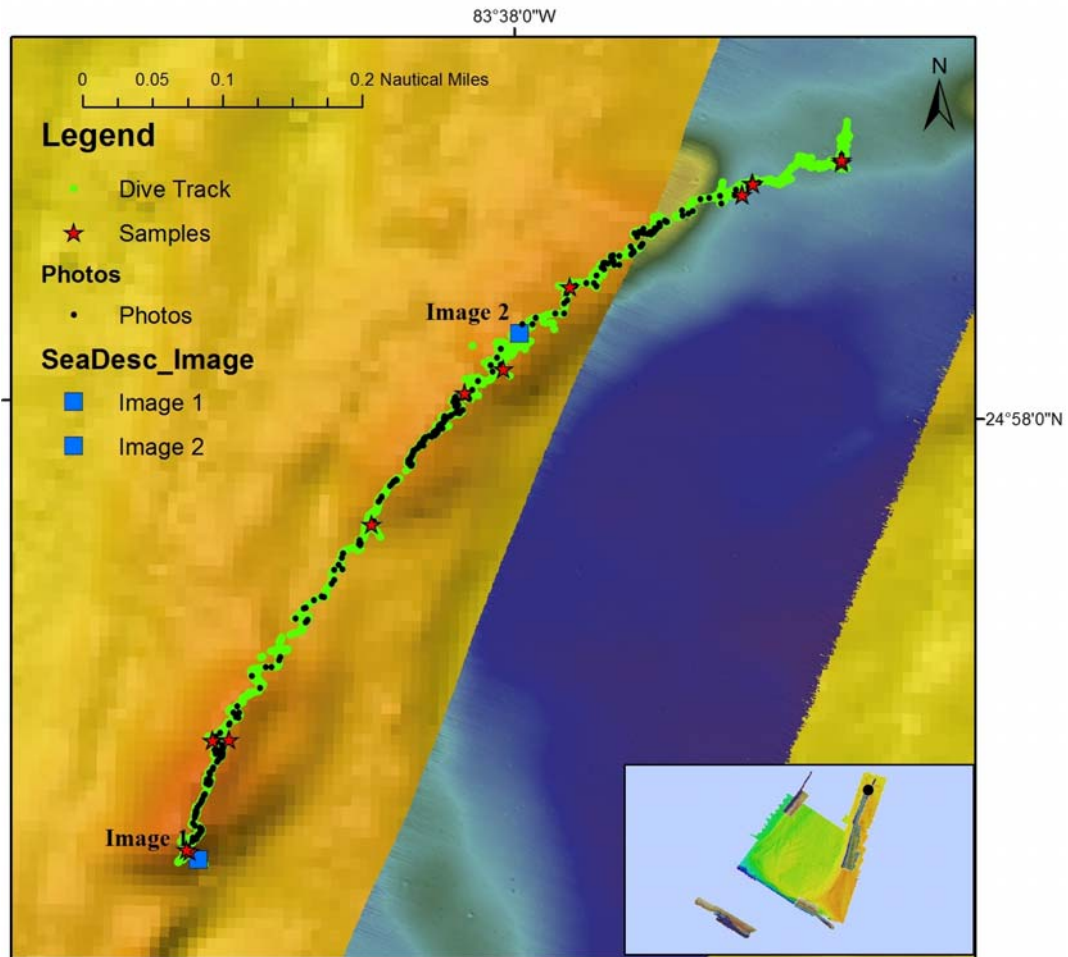 83°38'0"W
0 0.05 0.1 0.2 Nautical Miles
N
Legend
Dive Track
Samples
Photos
Photos
SeaDesc_Image
Image 1
Image 2
Image 2
24°58'0"N
Image 1